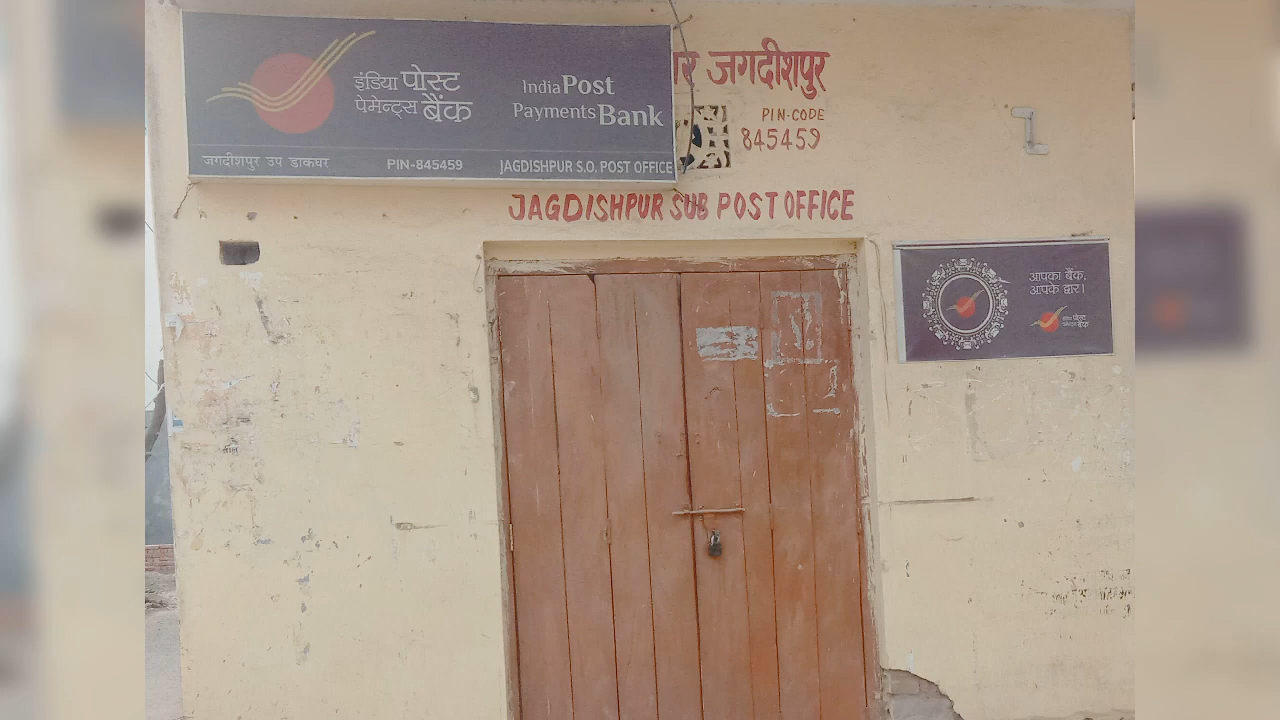 इंडिया पोस्ट
पेमेन्ट्स बैंक
India Post
Payments Bank
जगदीशपुर उप डाकघर PIN-845459 JAGDISHPUR S.O. POST OFFICE
जगदीशपुर
PIN-CODE
845459
JAGDISHPUR SUB POST OFFICE
आपका बैंक,
आपके द्वार।
इंडिया पोस्ट
पेमेन्ट्स बैंक